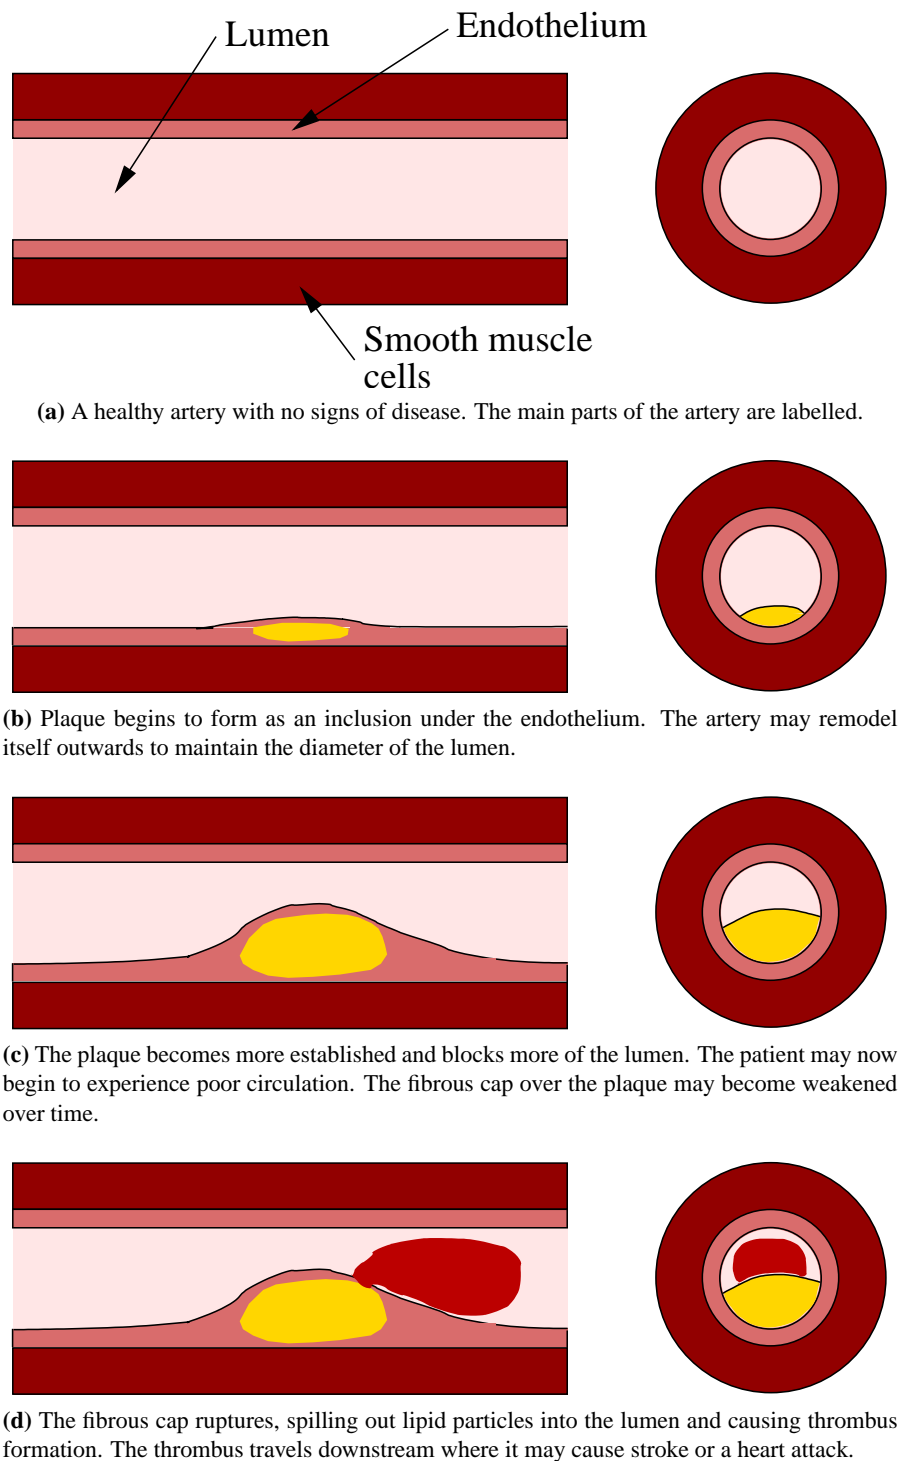 Lumen
Endothelium
Smooth muscle
cells
(a) A healthy artery with no signs of disease. The main parts of the artery are labelled.
(b) Plaque begins to form as an inclusion under the endothelium. The artery may remodel
itself outwards to maintain the diameter of the lumen.
(c) The plaque becomes more established and blocks more of the lumen. The patient may now
begin to experience poor circulation. The fibrous cap over the plaque may become weakened
over time.
(d) The fibrous cap ruptures, spilling out lipid particles into the lumen and causing thrombus
formation. The thrombus travels downstream where it may cause stroke or a heart attack.